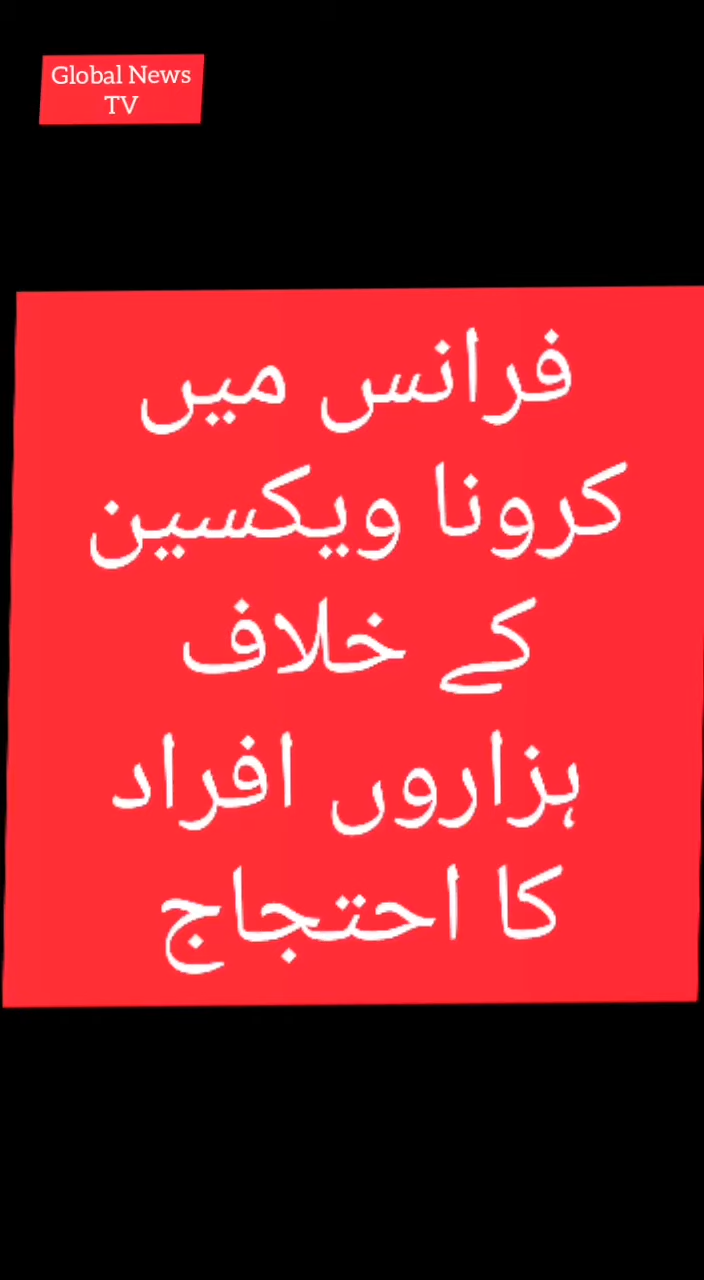 Global News
TV
فرانس میں
کرونا ویکسین
کے خلاف
ہزاروں افراد
کا احتجاج